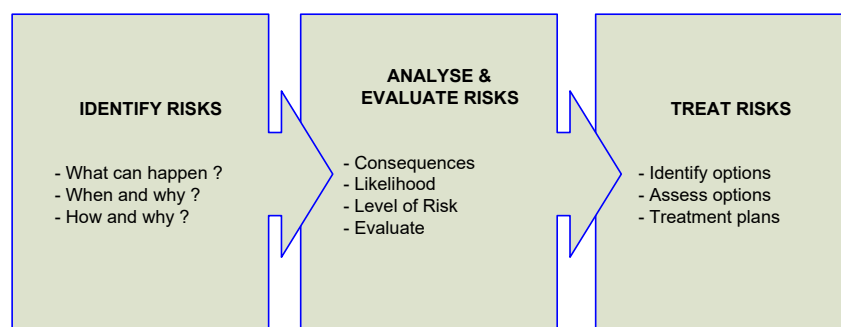 IDENTIFY RISKS
- What can happen ?
- When and why ?
- How and why ?
ANALYSE &
EVALUATE RISKS
- Consequences
- Likelihood
- Level of Risk
- Evaluate
TREAT RISKS
- Identify options
- Assess options
- Treatment plans